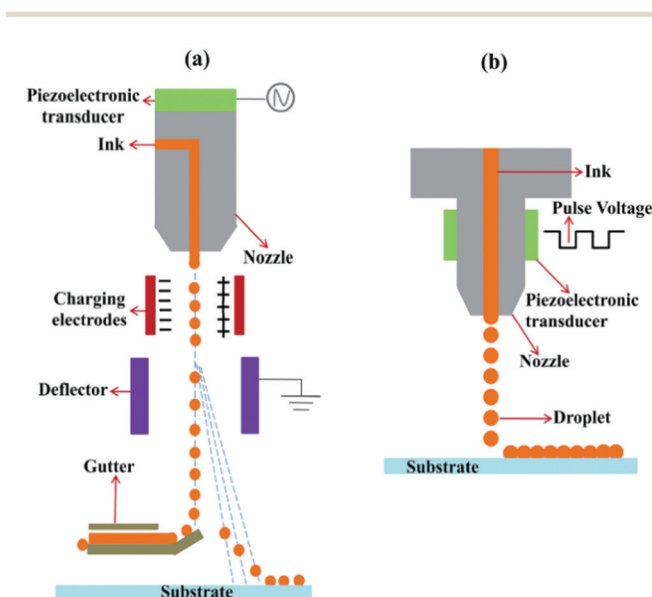 (a)
Piezoelectronic
transducer
Ink
Nozzle
Charging
electrodes
Deflector
Gutter
Substrate
(b)
Ink
Pulse Voltage
Piezoelectronic
transducer
Nozzle
Droplet
Substrate